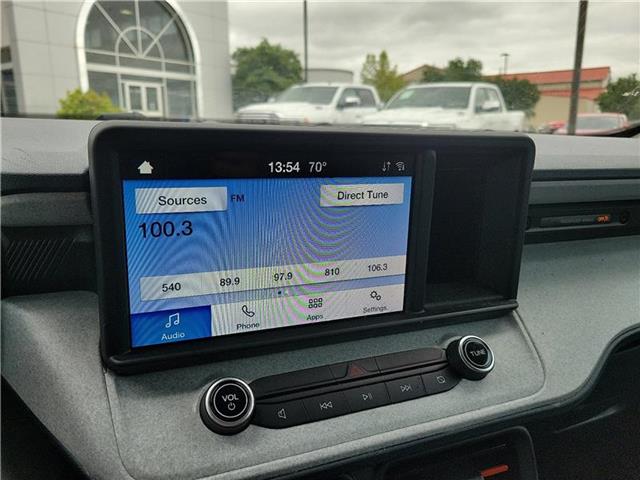 13:54 70°
Sources FM Direct Tune
100.3
540 89.9 97.9 810 106.3
Audio Phone Apps Settings
VOL TUNE